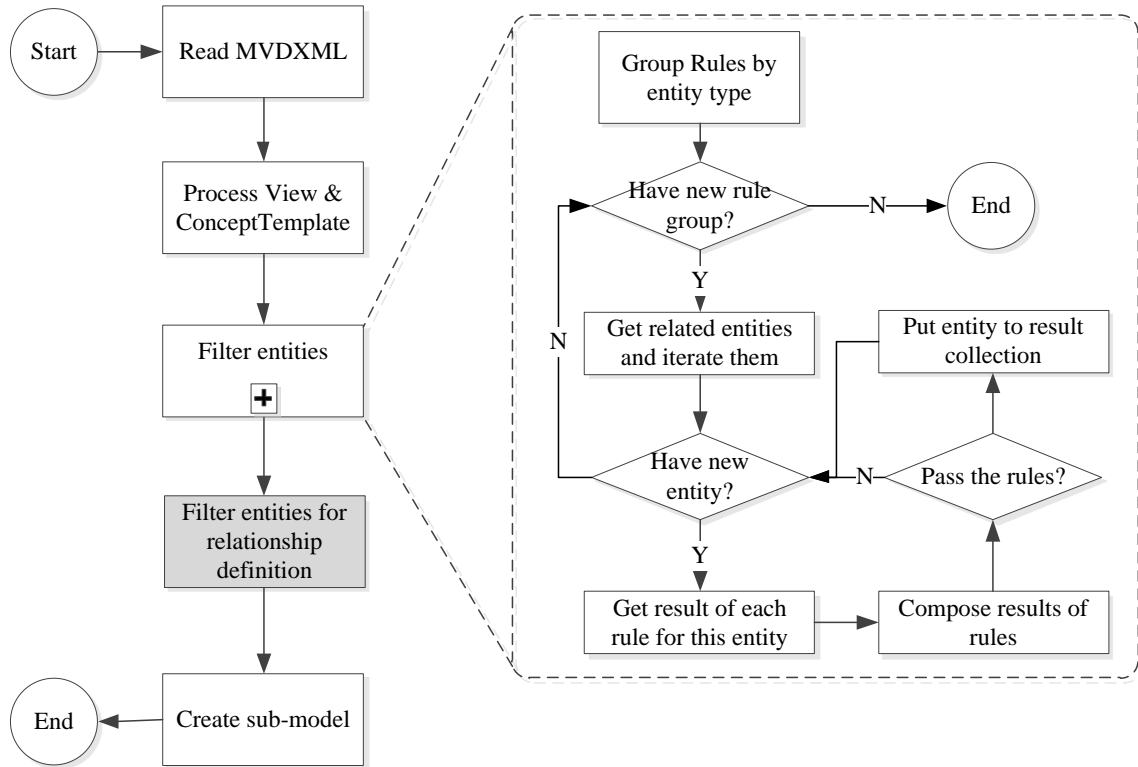 Start
Read MVDXML
Process View &
ConceptTemplate
Filter entities
Filter entities for
relationship
definition
Create sub-model
End
Group Rules by
entity type
Have new rule
group?
N
End
Y
Get related entities
and iterate them
N
Put entity to result
collection
Have new
entity?
N
Pass the rules?
Y
Get result of each
rule for this entity
Compose results of
rules